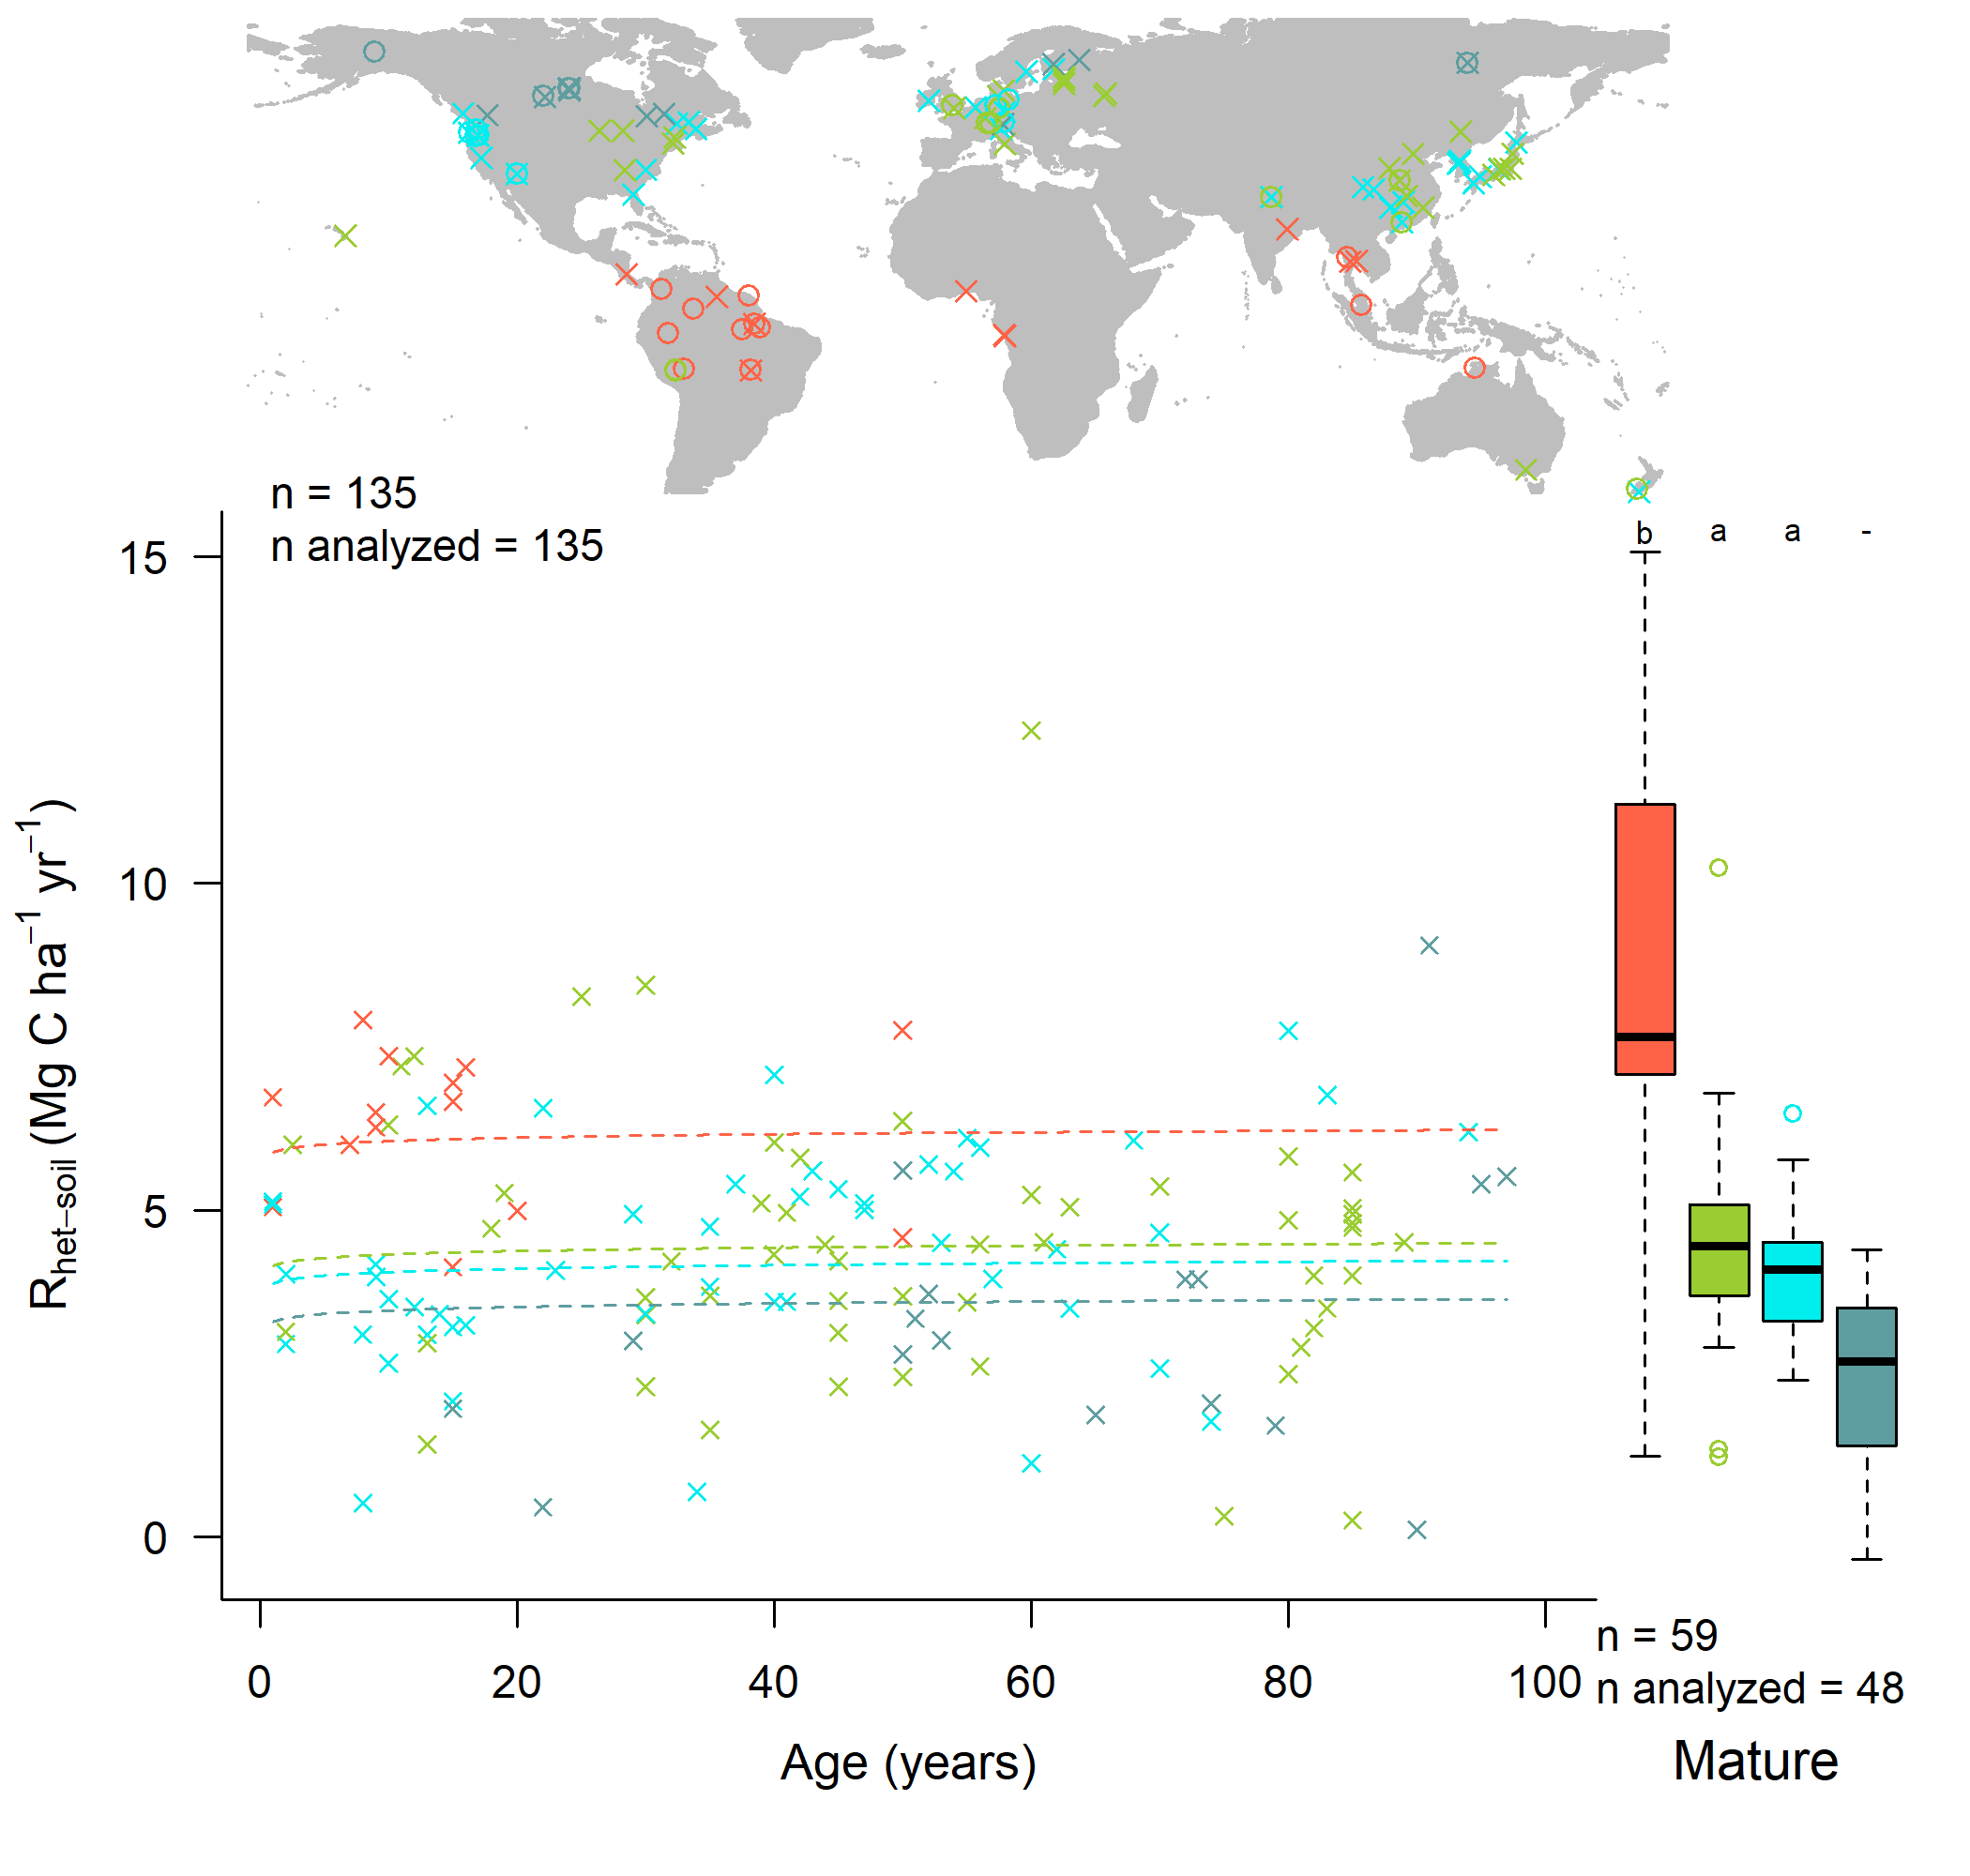 n = 135
n analyzed = 135
b a a -
15
10
5
0
R_het−soil (Mg C ha⁻¹ yr⁻¹)
0 20 40 60 80 100
Age (years)
n = 59
n analyzed = 48
Mature